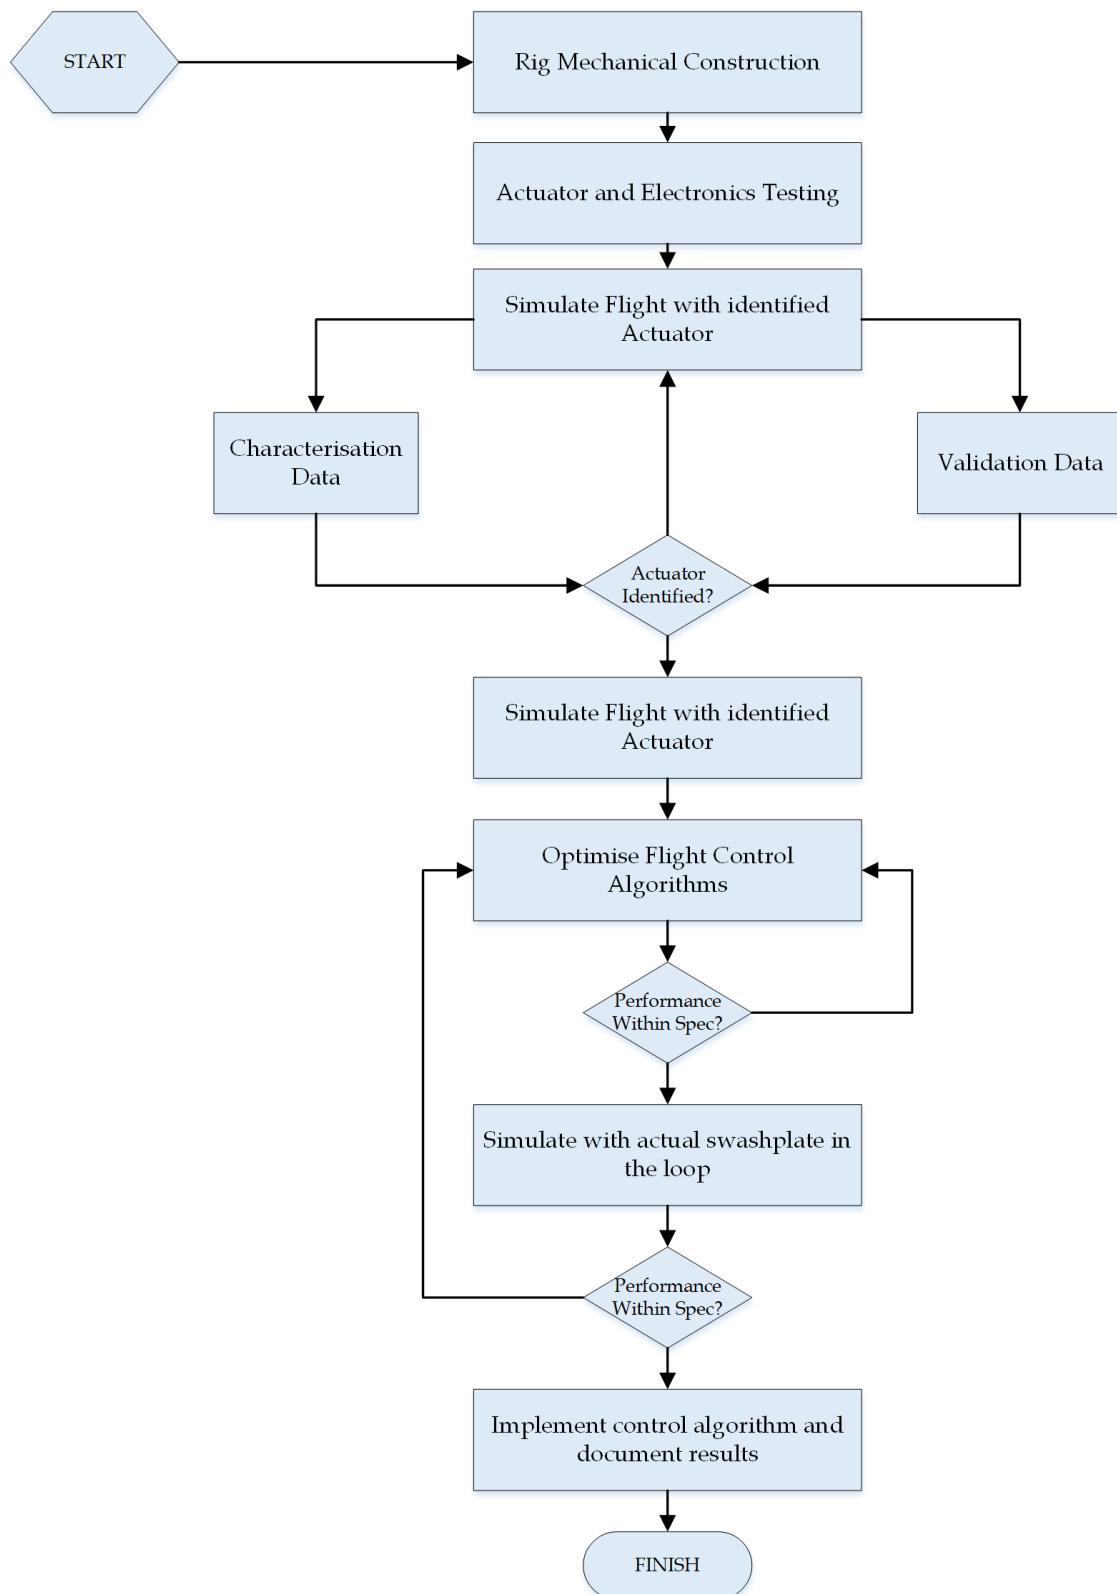 START
Rig Mechanical Construction
Actuator and Electronics Testing
Simulate Flight with identified
Actuator
Characterisation
Data
Validation Data
Actuator
Identified?
Simulate Flight with identified
Actuator
Optimise Flight Control
Algorithms
Performance
Within Spec?
Simulate with actual swashplate in
the loop
Performance
Within Spec?
Implement control algorithm and
document results
FINISH